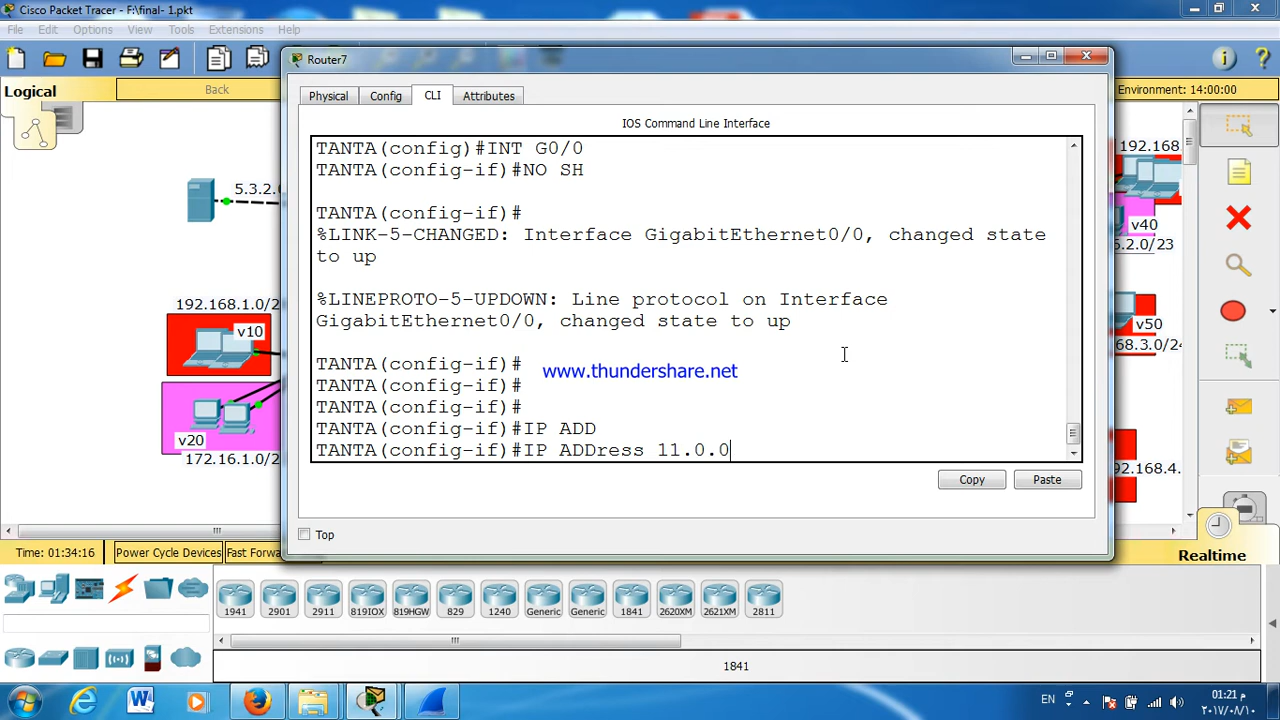 Cisco Packet Tracer - F:\final- 1.pkt
File Edit Options View Tools Extensions Help
Logical
Back
Environment: 14:00:00
Router7
Physical Config CLI Attributes
IOS Command Line Interface
TANTA(config)#INT G0/0
TANTA(config-if)#NO SH
TANTA(config-if)#
%LINK-5-CHANGED: Interface GigabitEthernet0/0, changed state
to up
%LINEPROTO-5-UPDOWN: Line protocol on Interface
GigabitEthernet0/0, changed state to up
TANTA(config-if)#
www.thundershare.net
TANTA(config-if)#
TANTA(config-if)#
TANTA(config-if)#IP ADD
TANTA(config-if)#IP ADDress 11.0.0
Copy
Paste
Top
5.3.2.0
192.168.1.0/2
v10
v20
172.16.1.0/
192.168
v40
5.2.0/23
v50
168.3.0/24
192.168.4.
Time: 01:34:16
Power Cycle Devices
Fast Forwa
Realtime
1941
2901
2911
819IOX
819HGW
829
1240
Generic
Generic
1841
2620XM
2621XM
2811
1841
EN
01:21 م
٢٠١٧/٠٨/١٠